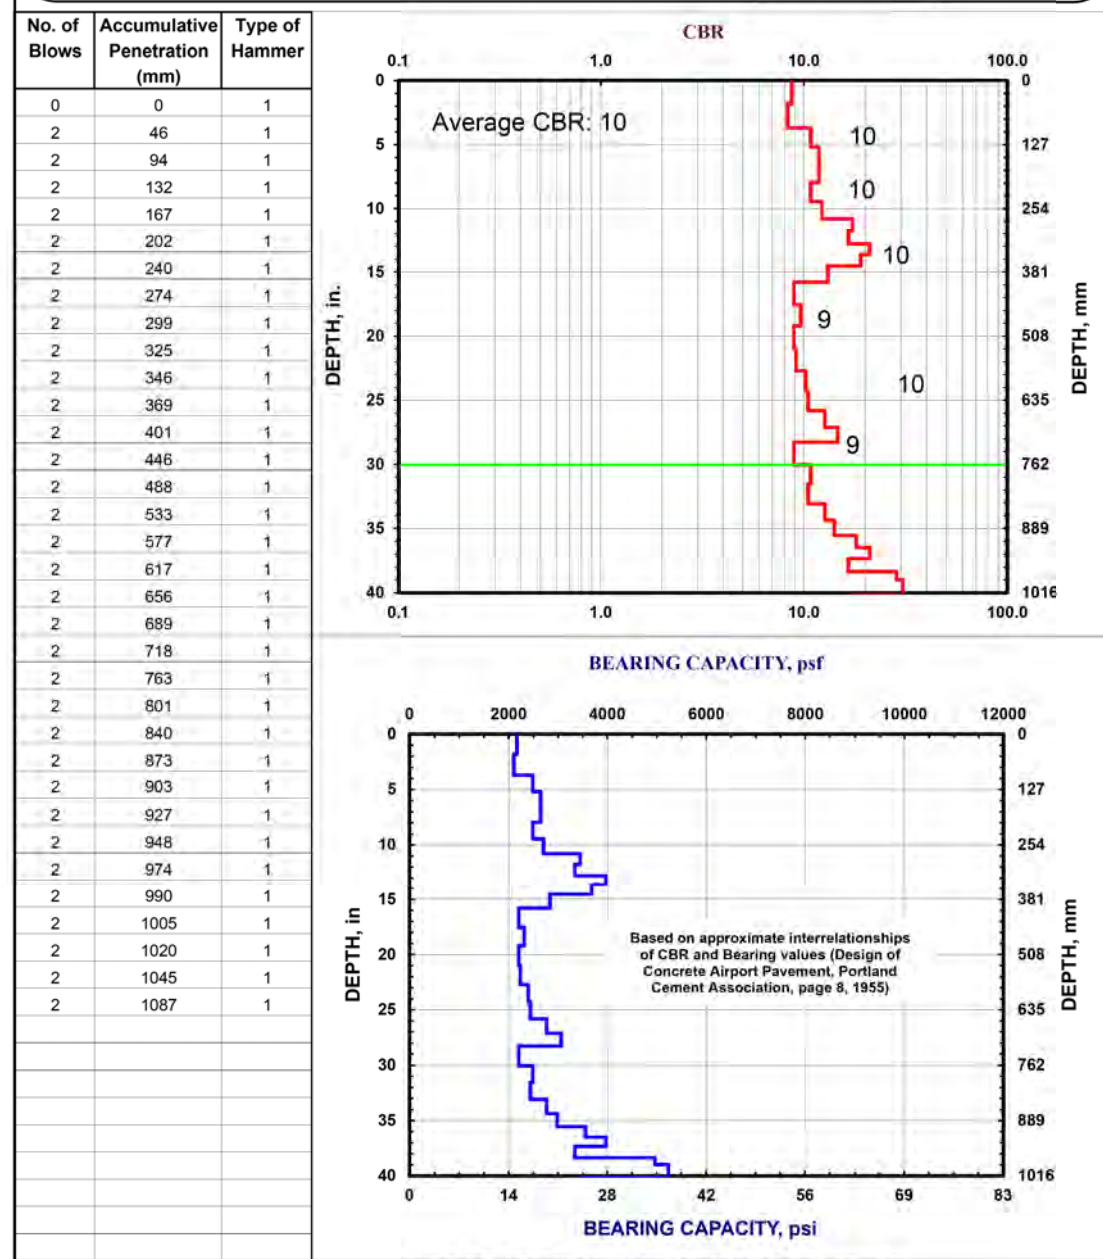 No. of Blows Accumulative Penetration (mm) Type of Hammer
0 0 1
2 46 1
2 94 1
2 132 1
2 167 1
2 202 1
2 240 1
2 274 1
2 299 1
2 325 1
2 346 1
2 369 1
2 401 1
2 446 1
2 488 1
2 533 1
2 577 1
2 617 1
2 656 1
2 689 1
2 718 1
2 763 1
2 801 1
2 840 1
2 873 1
2 903 1
2 927 1
2 948 1
2 974 1
2 990 1
2 1005 1
2 1020 1
2 1045 1
2 1087 1
CBR
0.1 1.0 10.0 100.0
0 0
Average CBR: 10
10
5 127
10
10 254
10
15 381
9
20 508
10
25 635
9
30 762
35 889
40 1016
0.1 1.0 10.0 100.0
DEPTH, in.
DEPTH, mm
BEARING CAPACITY, psf
0 2000 4000 6000 8000 10000 12000
0 0
5 127
10 254
15 381
Based on approximate interrelationships
of CBR and Bearing values (Design of
Concrete Airport Pavement, Portland
Cement Association, page 8, 1955)
20 508
25 635
30 762
35 889
40 1016
0 14 28 42 56 69 83
DEPTH, in
DEPTH, mm
BEARING CAPACITY, psi